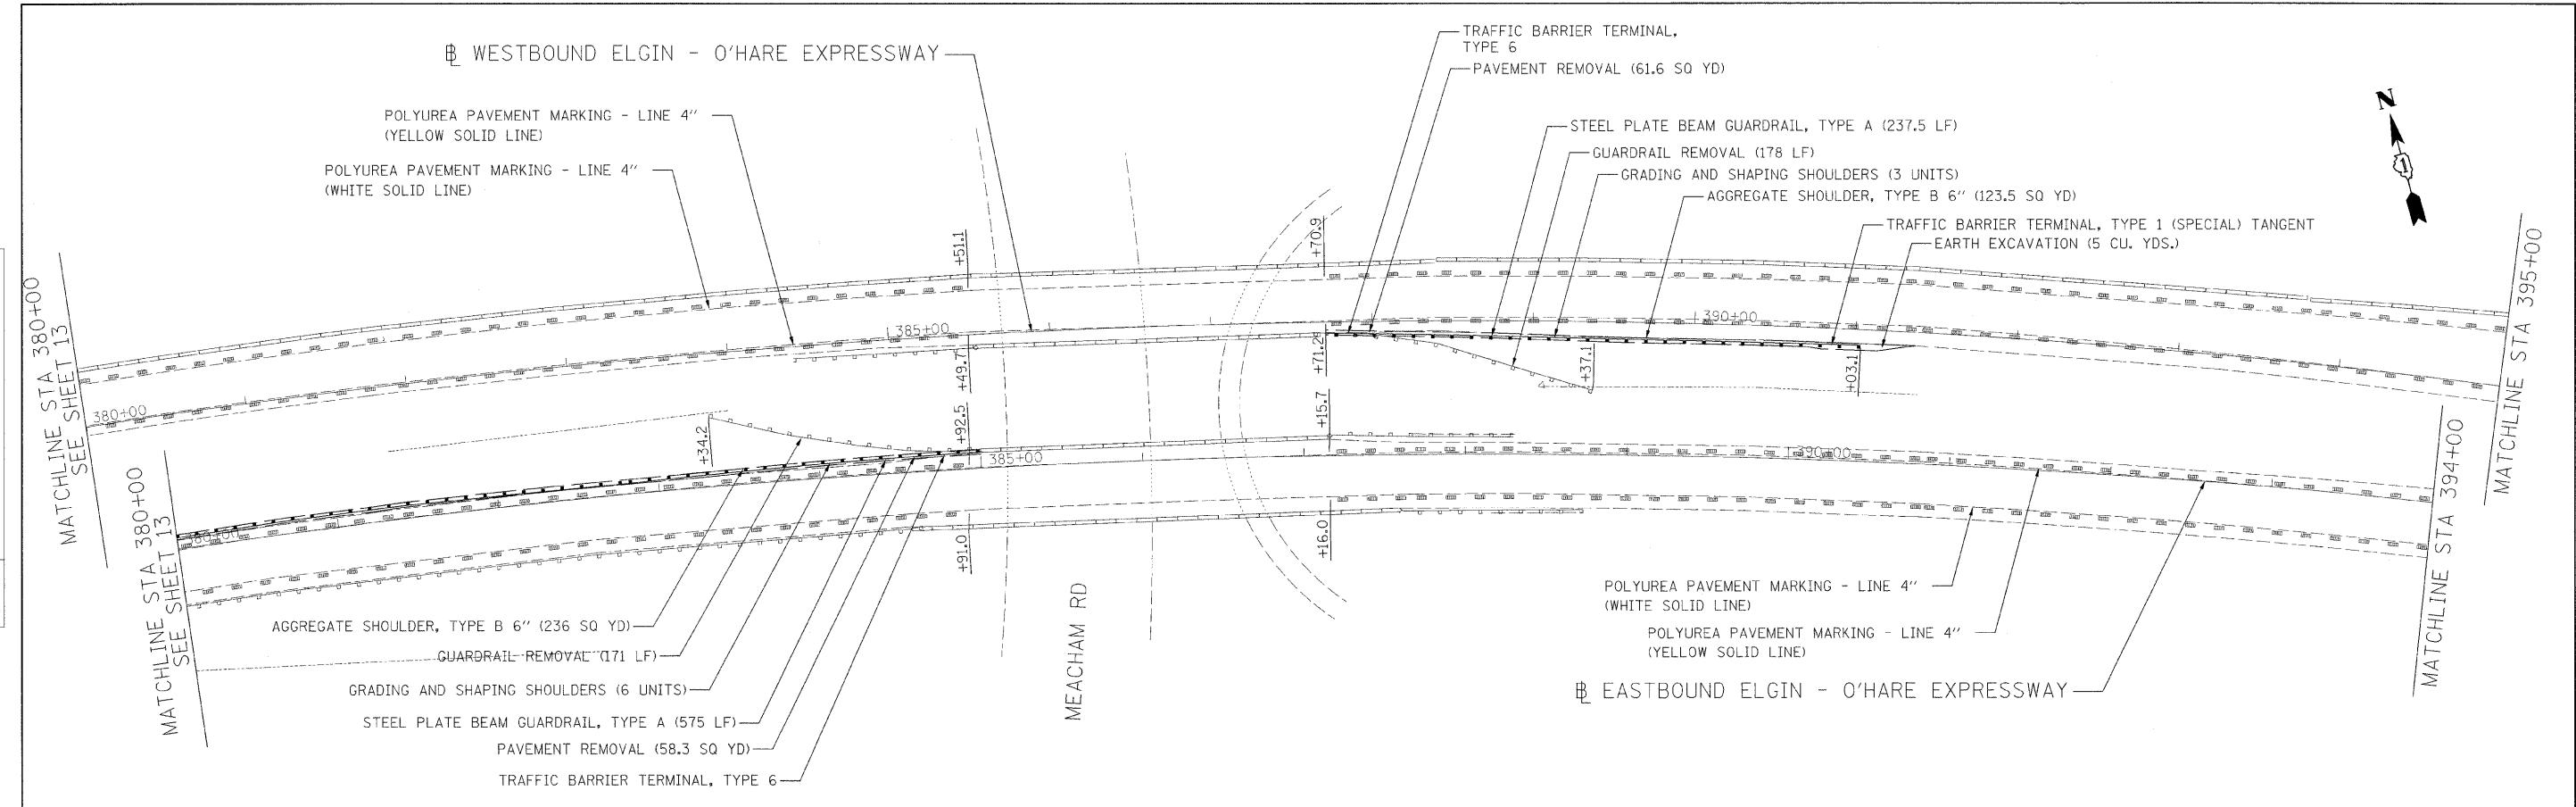 ℄ WESTBOUND ELGIN - O'HARE EXPRESSWAY
TRAFFIC BARRIER TERMINAL,
TYPE 6
PAVEMENT REMOVAL (61.6 SQ YD)
POLYUREA PAVEMENT MARKING - LINE 4"
(YELLOW SOLID LINE)
POLYUREA PAVEMENT MARKING - LINE 4"
(WHITE SOLID LINE)
STEEL PLATE BEAM GUARDRAIL, TYPE A (237.5 LF)
GUARDRAIL REMOVAL (178 LF)
GRADING AND SHAPING SHOULDERS (3 UNITS)
AGGREGATE SHOULDER, TYPE B 6" (123.5 SQ YD)
TRAFFIC BARRIER TERMINAL, TYPE 1 (SPECIAL) TANGENT
EARTH EXCAVATION (5 CU. YDS.)
N
1
MATCHLINE STA 380+00
SEE SHEET 13
380+00
385+00
390+00
+51.1
+70.9
+49.7
+71.2
+37.1
+03.1
MATCHLINE STA 395+00
MATCHLINE STA 380+00
SEE SHEET 13
380+00
+34.2
+92.5
385+00
+15.7
390+00
+91.0
+16.0
MATCHLINE STA 394+00
MEACHAM RD
AGGREGATE SHOULDER, TYPE B 6" (236 SQ YD)
GUARDRAIL REMOVAL (171 LF)
GRADING AND SHAPING SHOULDERS (6 UNITS)
STEEL PLATE BEAM GUARDRAIL, TYPE A (575 LF)
PAVEMENT REMOVAL (58.3 SQ YD)
TRAFFIC BARRIER TERMINAL, TYPE 6
POLYUREA PAVEMENT MARKING - LINE 4"
(WHITE SOLID LINE)
POLYUREA PAVEMENT MARKING - LINE 4"
(YELLOW SOLID LINE)
℄ EASTBOUND ELGIN - O'HARE EXPRESSWAY